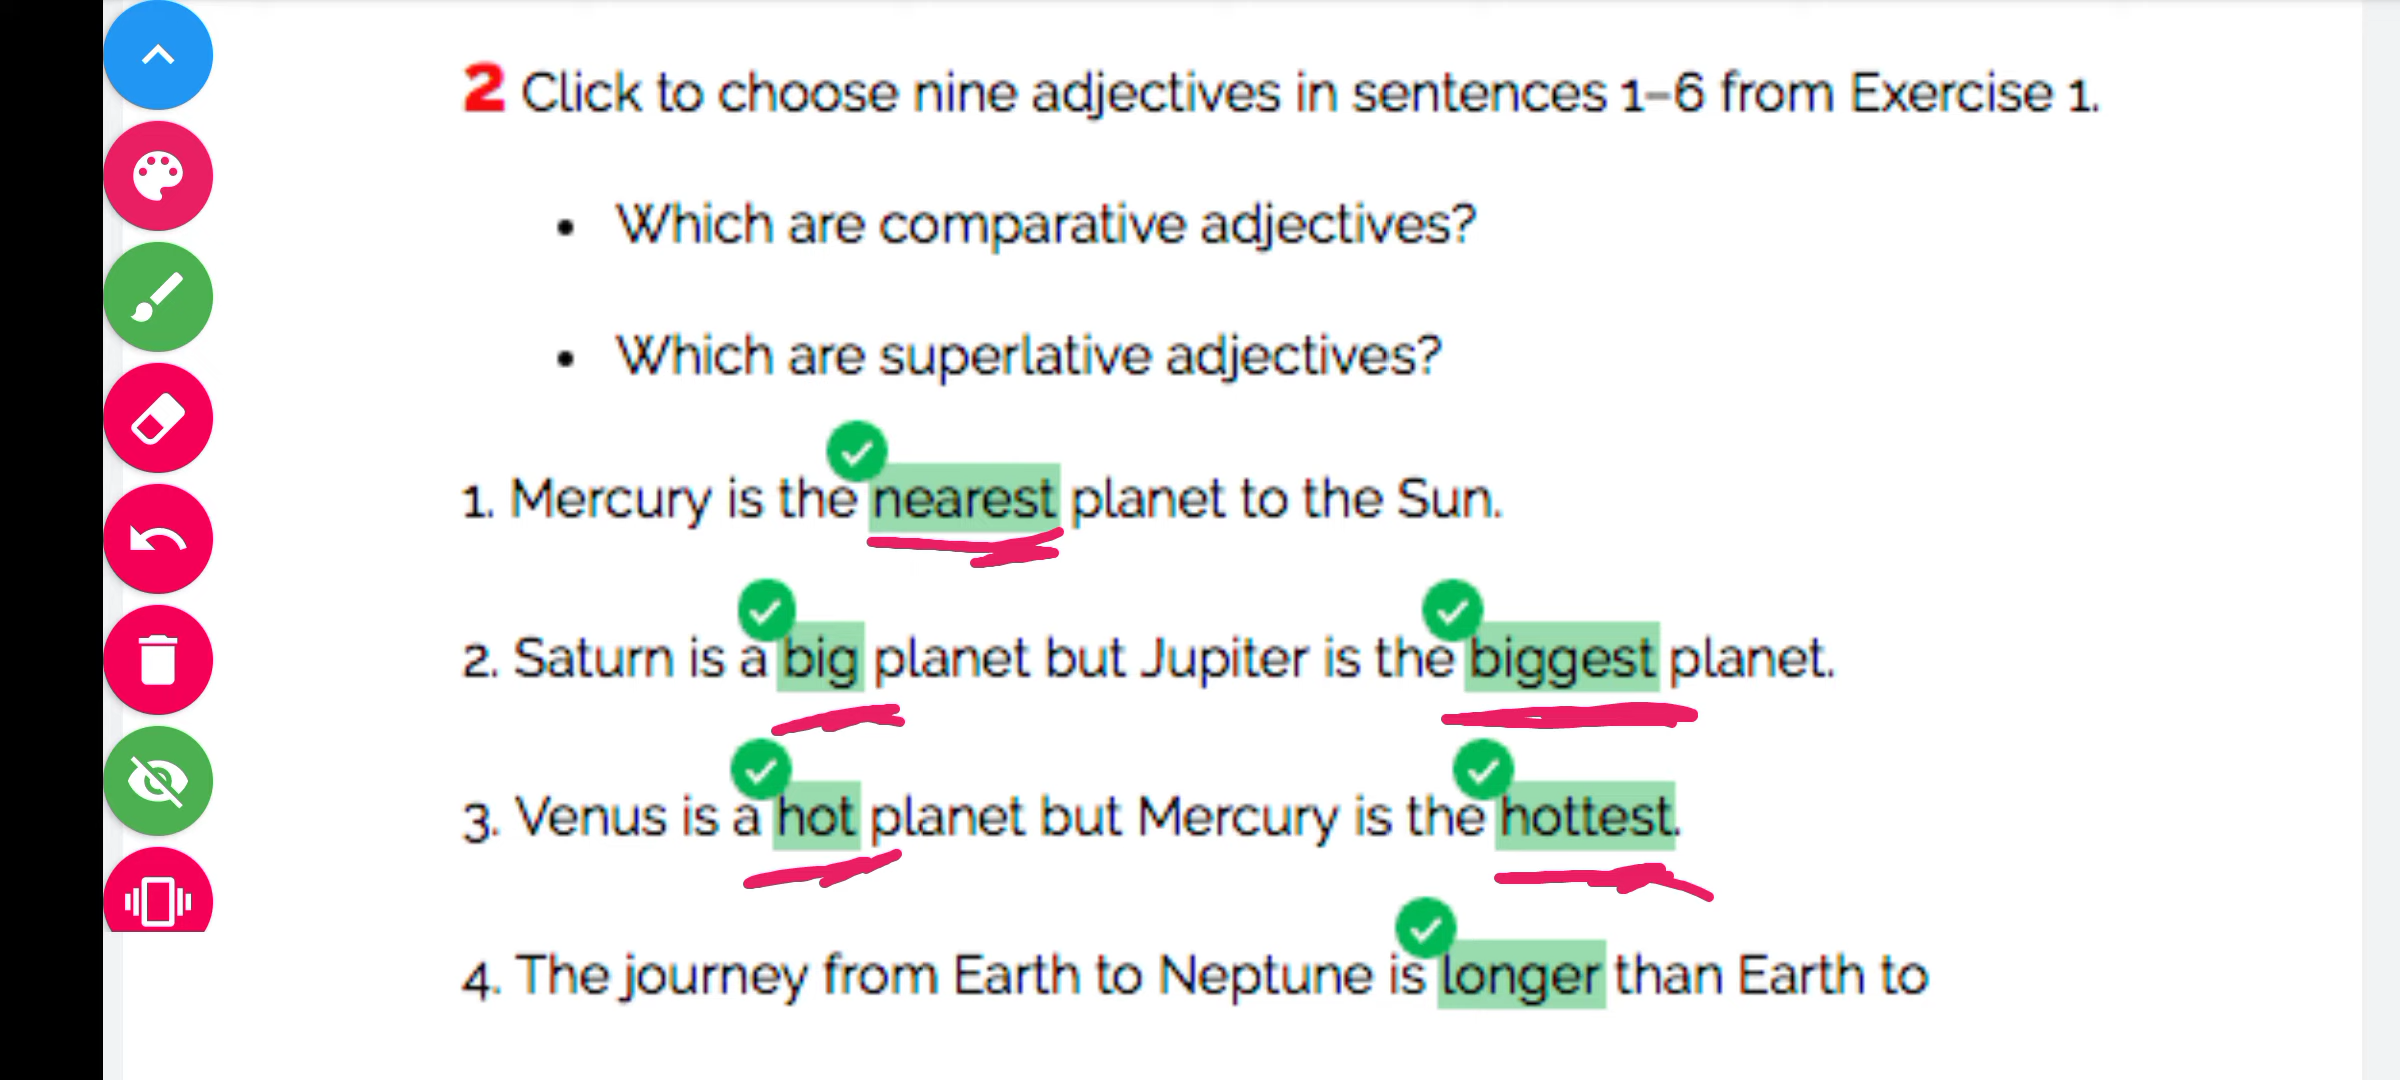 2 Click to choose nine adjectives in sentences 1–6 from Exercise 1.
• Which are comparative adjectives?
• Which are superlative adjectives?
1. Mercury is the nearest planet to the Sun.
2. Saturn is a big planet but Jupiter is the biggest planet.
3. Venus is a hot planet but Mercury is the hottest.
4. The journey from Earth to Neptune is longer than Earth to